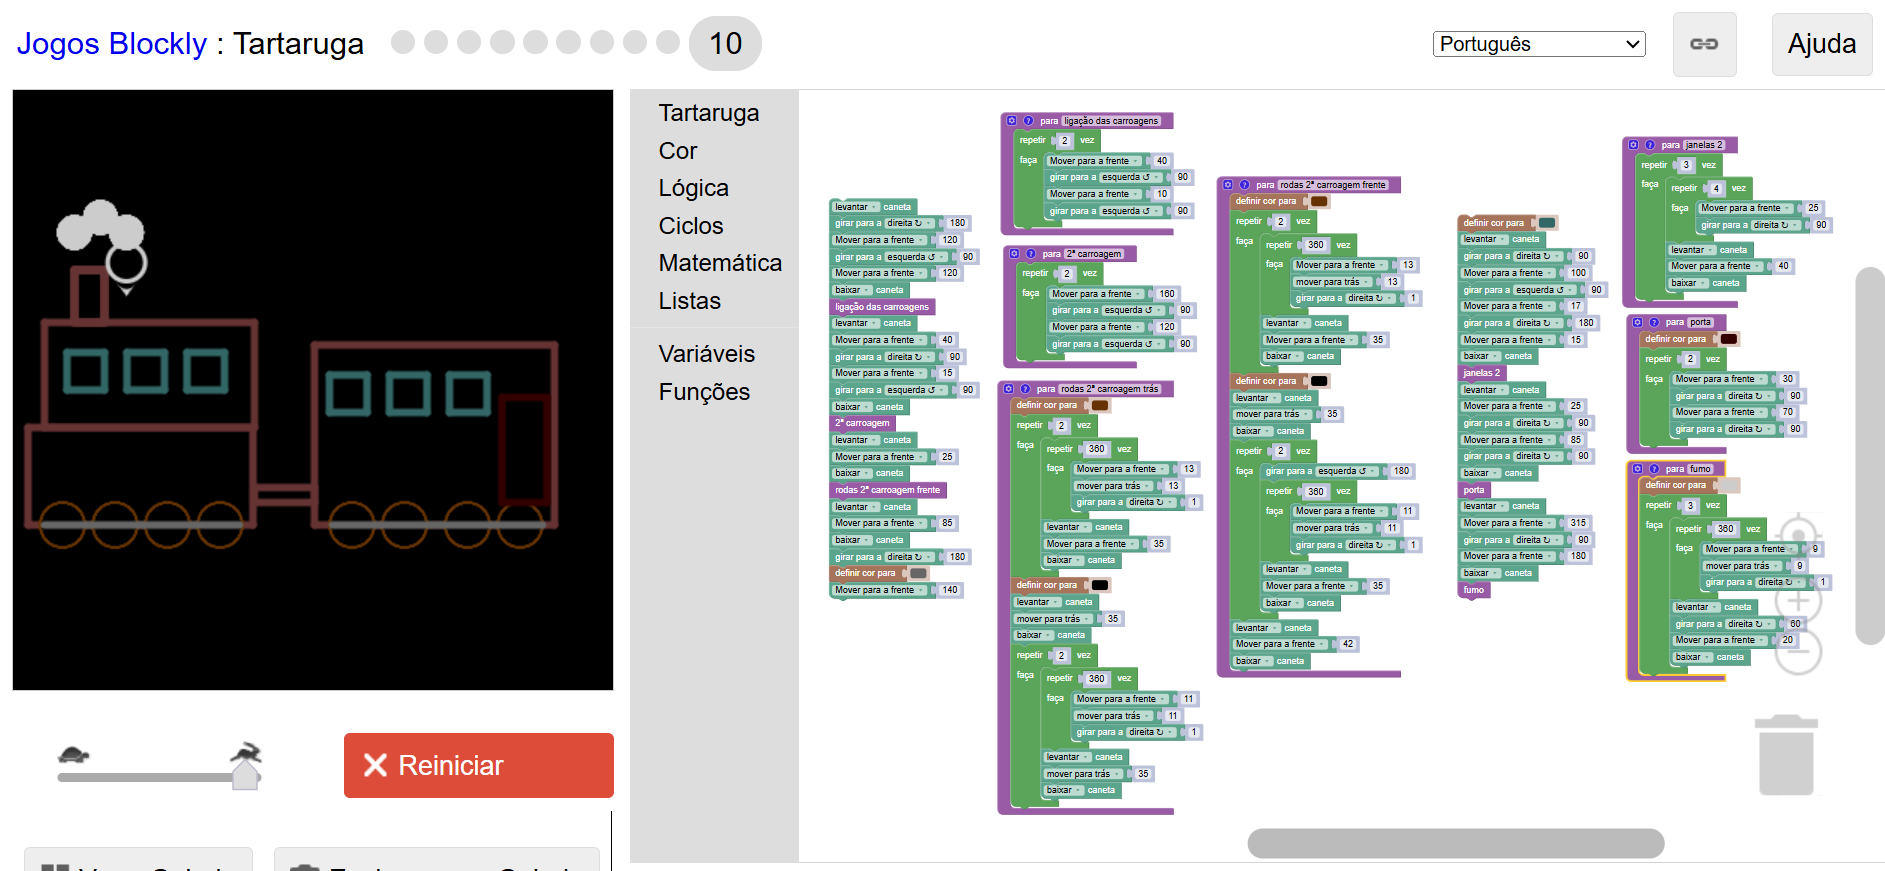 Jogos Blockly : Tartaruga
10
Português
Ajuda
Tartaruga
Cor
Lógica
Ciclos
Matemática
Listas
Variáveis
Funções
levantar caneta
girar para a direita ↻ 180
Mover para a frente 120
girar para a esquerda ↺ 90
Mover para a frente 120
baixar caneta
ligação das carroagens
levantar caneta
Mover para a frente 40
girar para a direita ↻ 90
Mover para a frente 15
girar para a esquerda ↺ 90
baixar caneta
2ª carroagem
levantar caneta
Mover para a frente 25
baixar caneta
rodas 2ª carroagem frente
levantar caneta
Mover para a frente 85
baixar caneta
girar para a direita ↻ 180
definir cor para
Mover para a frente 140
para ligação das carroagens
repetir 2 vez
faça Mover para a frente 40
girar para a esquerda ↺ 90
Mover para a frente 10
girar para a esquerda ↺ 90
para 2ª carroagem
repetir 2 vez
faça Mover para a frente 160
girar para a esquerda ↺ 90
Mover para a frente 120
girar para a esquerda ↺ 90
para rodas 2ª carroagem trás
definir cor para
repetir 2 vez
faça repetir 360 vez
faça Mover para a frente 13
mover para trás 13
girar para a direita ↻ 1
levantar caneta
Mover para a frente 35
baixar caneta
definir cor para
levantar caneta
mover para trás 35
baixar caneta
repetir 2 vez
faça repetir 360 vez
faça Mover para a frente 11
mover para trás 11
girar para a direita ↻ 1
levantar caneta
mover para trás 35
baixar caneta
para rodas 2ª carroagem frente
definir cor para
repetir 2 vez
faça repetir 360 vez
faça Mover para a frente 13
mover para trás 13
girar para a direita ↻ 1
levantar caneta
Mover para a frente 35
baixar caneta
definir cor para
levantar caneta
mover para trás 35
baixar caneta
repetir 2 vez
faça girar para a esquerda ↺ 180
repetir 360 vez
faça Mover para a frente 11
mover para trás 11
girar para a direita ↻ 1
levantar caneta
Mover para a frente 35
baixar caneta
levantar caneta
Mover para a frente 42
baixar caneta
definir cor para
levantar caneta
girar para a direita ↻ 90
Mover para a frente 100
girar para a esquerda ↺ 90
Mover para a frente 17
girar para a direita ↻ 180
Mover para a frente 15
baixar caneta
janelas 2
levantar caneta
Mover para a frente 25
girar para a direita ↻ 90
Mover para a frente 85
girar para a direita ↻ 90
baixar caneta
porta
levantar caneta
Mover para a frente 315
girar para a direita ↻ 90
Mover para a frente 180
baixar caneta
fumo
para janelas 2
repetir 3 vez
faça repetir 4 vez
faça Mover para a frente 25
girar para a direita ↻ 90
levantar caneta
Mover para a frente 40
baixar caneta
para porta
definir cor para
repetir 2 vez
faça Mover para a frente 30
girar para a direita ↻ 90
Mover para a frente 70
girar para a direita ↻ 90
para fumo
definir cor para
repetir 3 vez
faça repetir 360 vez
faça Mover para a frente 9
mover para trás 9
girar para a direita ↻ 1
levantar caneta
girar para a direita ↻ 60
Mover para a frente 20
baixar caneta
Reiniciar